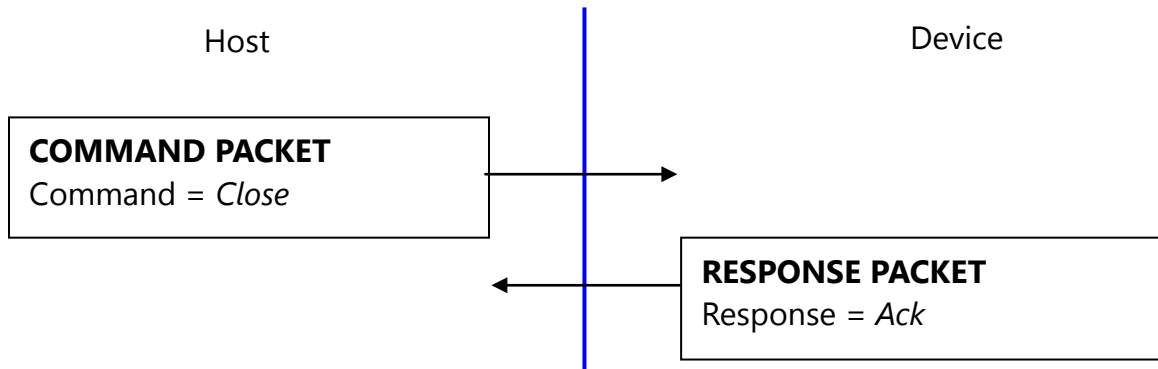 Host
Device
COMMAND PACKET
Command = Close
RESPONSE PACKET
Response = Ack